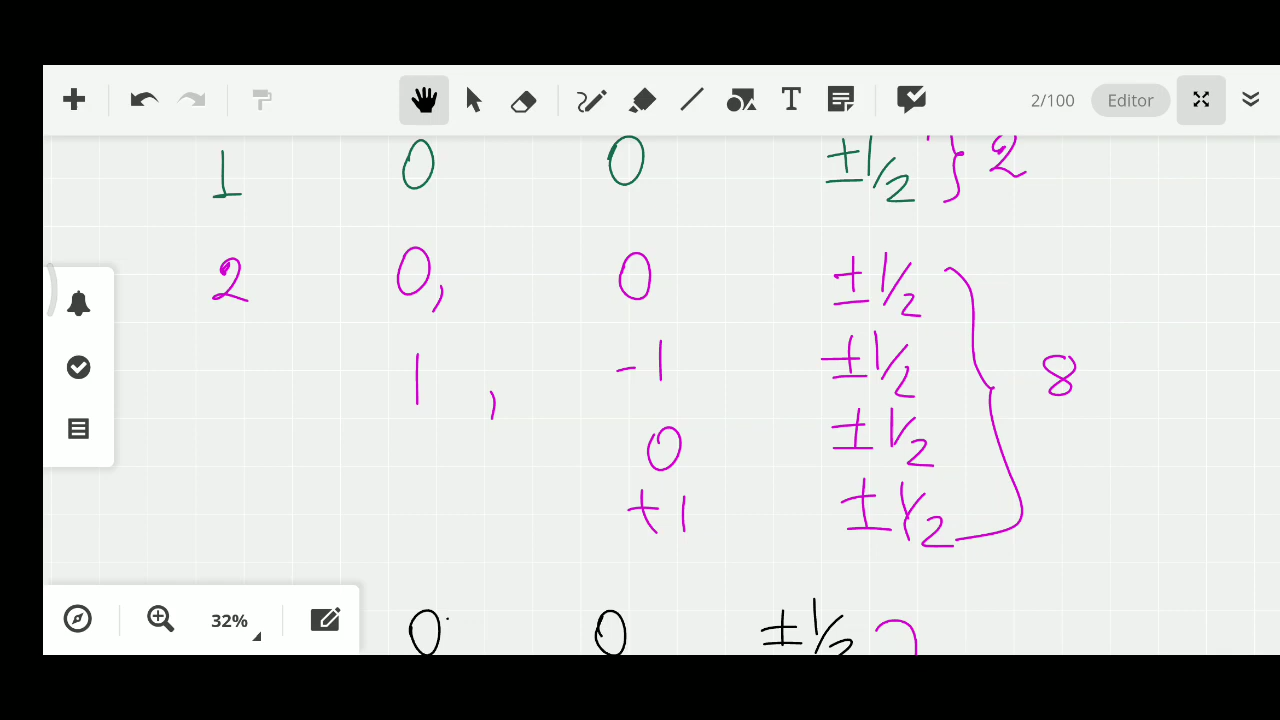 2/100 Editor
1 0 0 ±1/2 } 2
2 0, 0 ±1/2
1 , -1 ±1/2
8
0 ±1/2
+1 ±1/2
32%
0 0 ±1/2